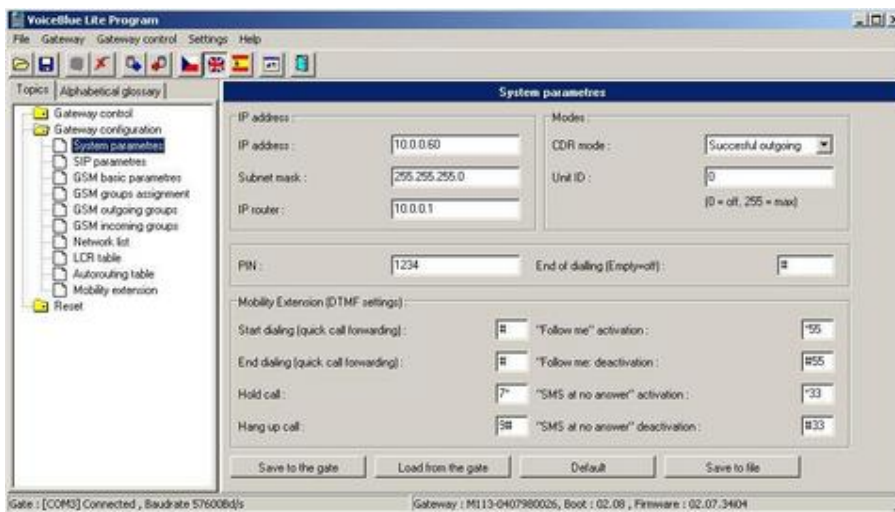 VoiceBlue Lite Program
File Gateway Gateway control Settings Help
Topics Alphabetical glossary
System parametres
Gateway control
Gateway configuration
System parametres
SIP parametres
GSM basic parametres
GSM groups assignment
GSM outgoing groups
GSM incoming groups
Network list
LCR table
Autorouting table
Mobility extension
Reset
IP address :
IP address : 10.0.0.60
Subnet mask : 255.255.255.0
IP router : 10.0.0.1
Modes :
CDR mode : Succesful outgoing
Unit ID : 0
(0 = off, 255 = max)
PIN : 1234 End of dialling (Empty=off) : #
Mobility Extension (DTMF settings) :
Start dialing (quick call forwarding) : # "Follow me" activation : *55
End dialing (quick call forwarding) : # "Follow me: deactivation : #55
Hold call : 7* "SMS at no answer" activation : *33
Hang up call : 9# "SMS at no answer" deactivation : #33
Save to the gate Load from the gate Default Save to file
Gate : [COM3] Connected , Baudrate 57600Bd/s Gateway : M113-0407980026, Boot : 02.08 , Firmware : 02.07.34I04